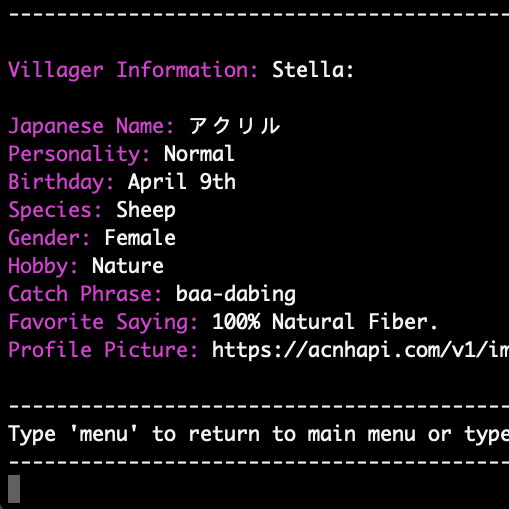 ------------------------------------------
Villager Information: Stella:
Japanese Name: アクリル
Personality: Normal
Birthday: April 9th
Species: Sheep
Gender: Female
Hobby: Nature
Catch Phrase: baa-dabing
Favorite Saying: 100% Natural Fiber.
Profile Picture: https://acnhapi.com/v1/im
------------------------------------------
Type 'menu' to return to main menu or type
------------------------------------------